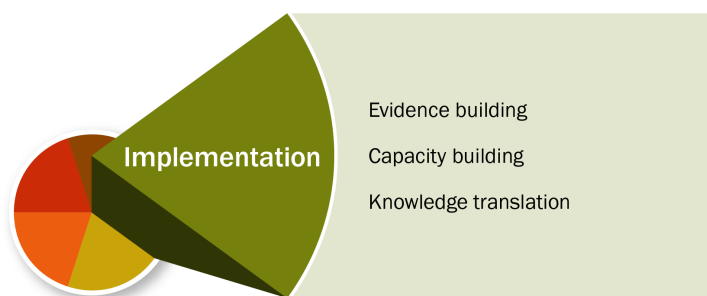 Implementation
Evidence building
Capacity building
Knowledge translation